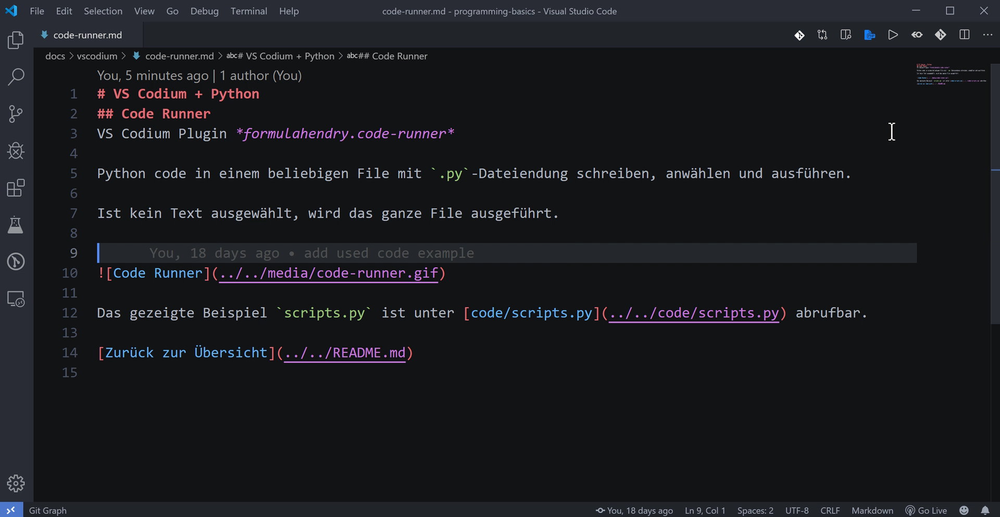 File Edit Selection View Go Debug Terminal Help code-runner.md - programming-basics - Visual Studio Code
code-runner.md
docs > vscodium > code-runner.md > abc# VS Codium + Python > abc## Code Runner
You, 5 minutes ago | 1 author (You)
1 # VS Codium + Python
2 ## Code Runner
3 VS Codium Plugin *formulahendry.code-runner*
4
5 Python code in einem beliebigen File mit `.py`-Dateiendung schreiben, anwählen und ausführen.
6
7 Ist kein Text ausgewählt, wird das ganze File ausgeführt.
8
9 You, 18 days ago • add used code example
10 ![Code Runner](../../media/code-runner.gif)
11
12 Das gezeigte Beispiel `scripts.py` ist unter [code/scripts.py](../../code/scripts.py) abrufbar.
13
14 [Zurück zur Übersicht](../../README.md)
15
Git Graph You, 18 days ago Ln 9, Col 1 Spaces: 2 UTF-8 CRLF Markdown Go Live